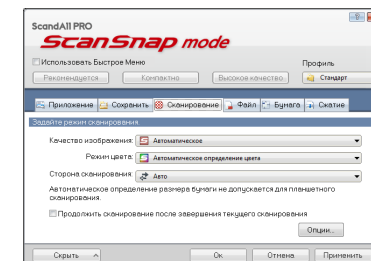 ScandAll PRO
ScanSnap mode
Использовать Быстрое Меню
Профиль
Рекомендуется Компактно Высокое качество Стандарт
Приложение Сохранить Сканирование Файл Бумага Сжатие
Задайте режим сканирования.
Качество изображения: Автоматическое
Режим цвета: Автоматическое определение цвета
Сторона сканирования: Авто
Автоматическое определение размера бумаги не допускается для планшетного
сканирования.
Продолжить сканирование после завершения текущего сканирования
Опции...
Скрыть Ок Отмена Применить